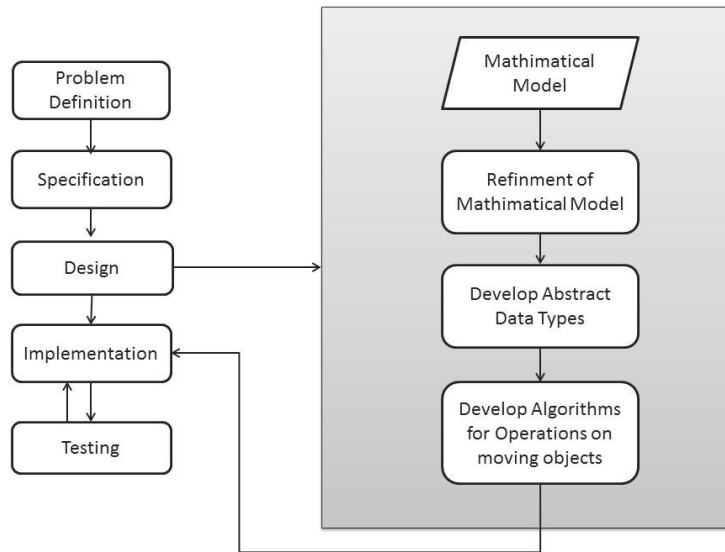 Problem
Definition
Specification
Design
Implementation
Testing
Mathimatical
Model
Refinment of
Mathimatical Model
Develop Abstract
Data Types
Develop Algorithms
for Operations on
moving objects